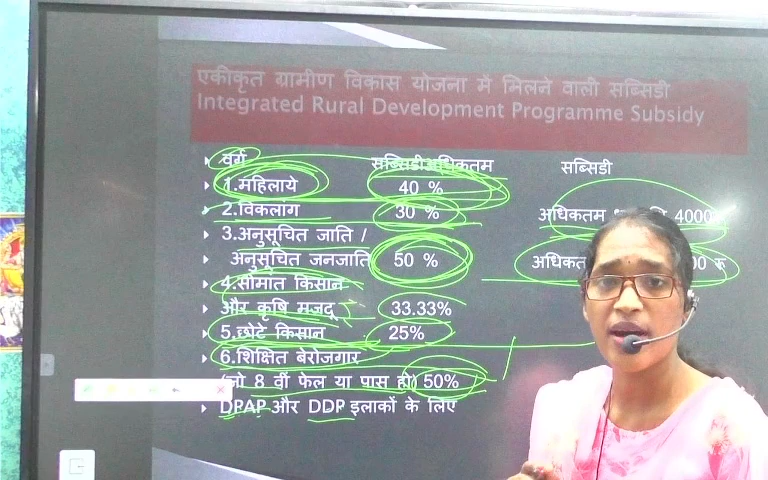 एकीकृत ग्रामीण विकास योजना में मिलने वाली सब्सिडी
Integrated Rural Development Programme Subsidy
वर्ग सब्सिडीअधिकतम सब्सिडी
1.महिलाये 40 %
2.विकलांग 30 % अधिकतम 4000
3.अनुसूचित जाति /
अनुसूचित जनजाति 50 % 00 रू
4.सीमांत किसान
और कृषि मजदू 33.33%
5.छोटे किसान 25%
6.शिक्षित बेरोजगार
(जो 8 वीं फेल या पास हो) 50%
DPAP और DDP इलाकों के लिए